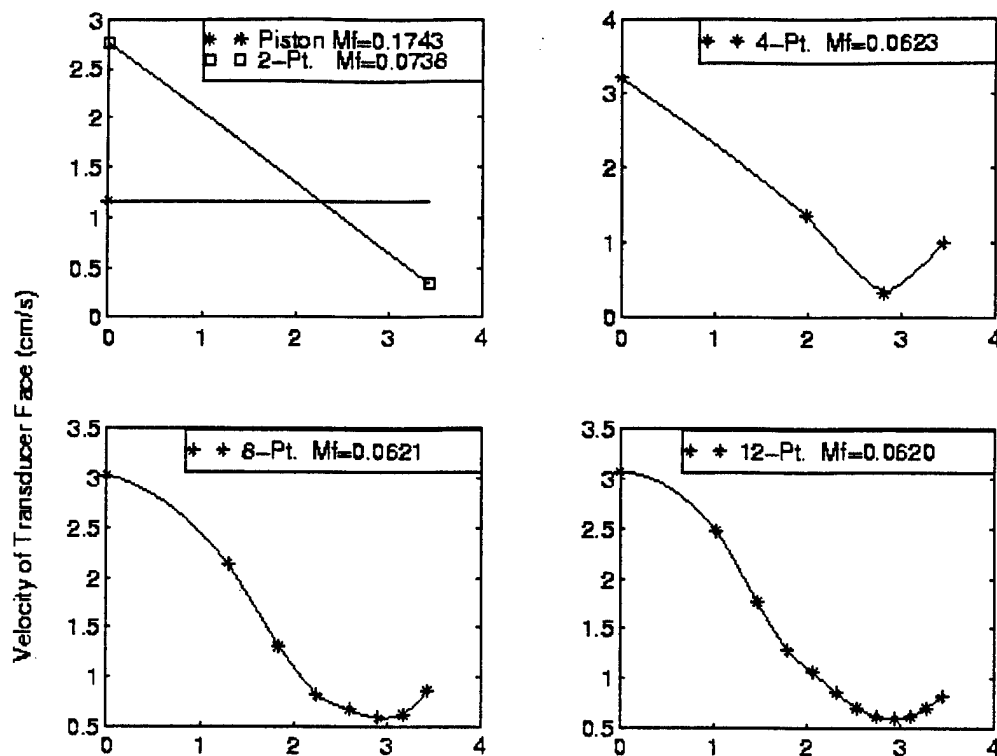 Piston Mf=0.1743
2-Pt. Mf=0.0738
3
2.5
2
1.5
1
0.5
0
0 1 2 3 4
4-Pt. Mf=0.0623
4
3
2
1
0
0 1 2 3 4
Velocity of Transducer Face (cm/s)
8-Pt. Mf=0.0621
3.5
3
2.5
2
1.5
1
0.5
0 1 2 3 4
12-Pt. Mf=0.0620
3.5
3
2.5
2
1.5
1
0.5
0 1 2 3 4